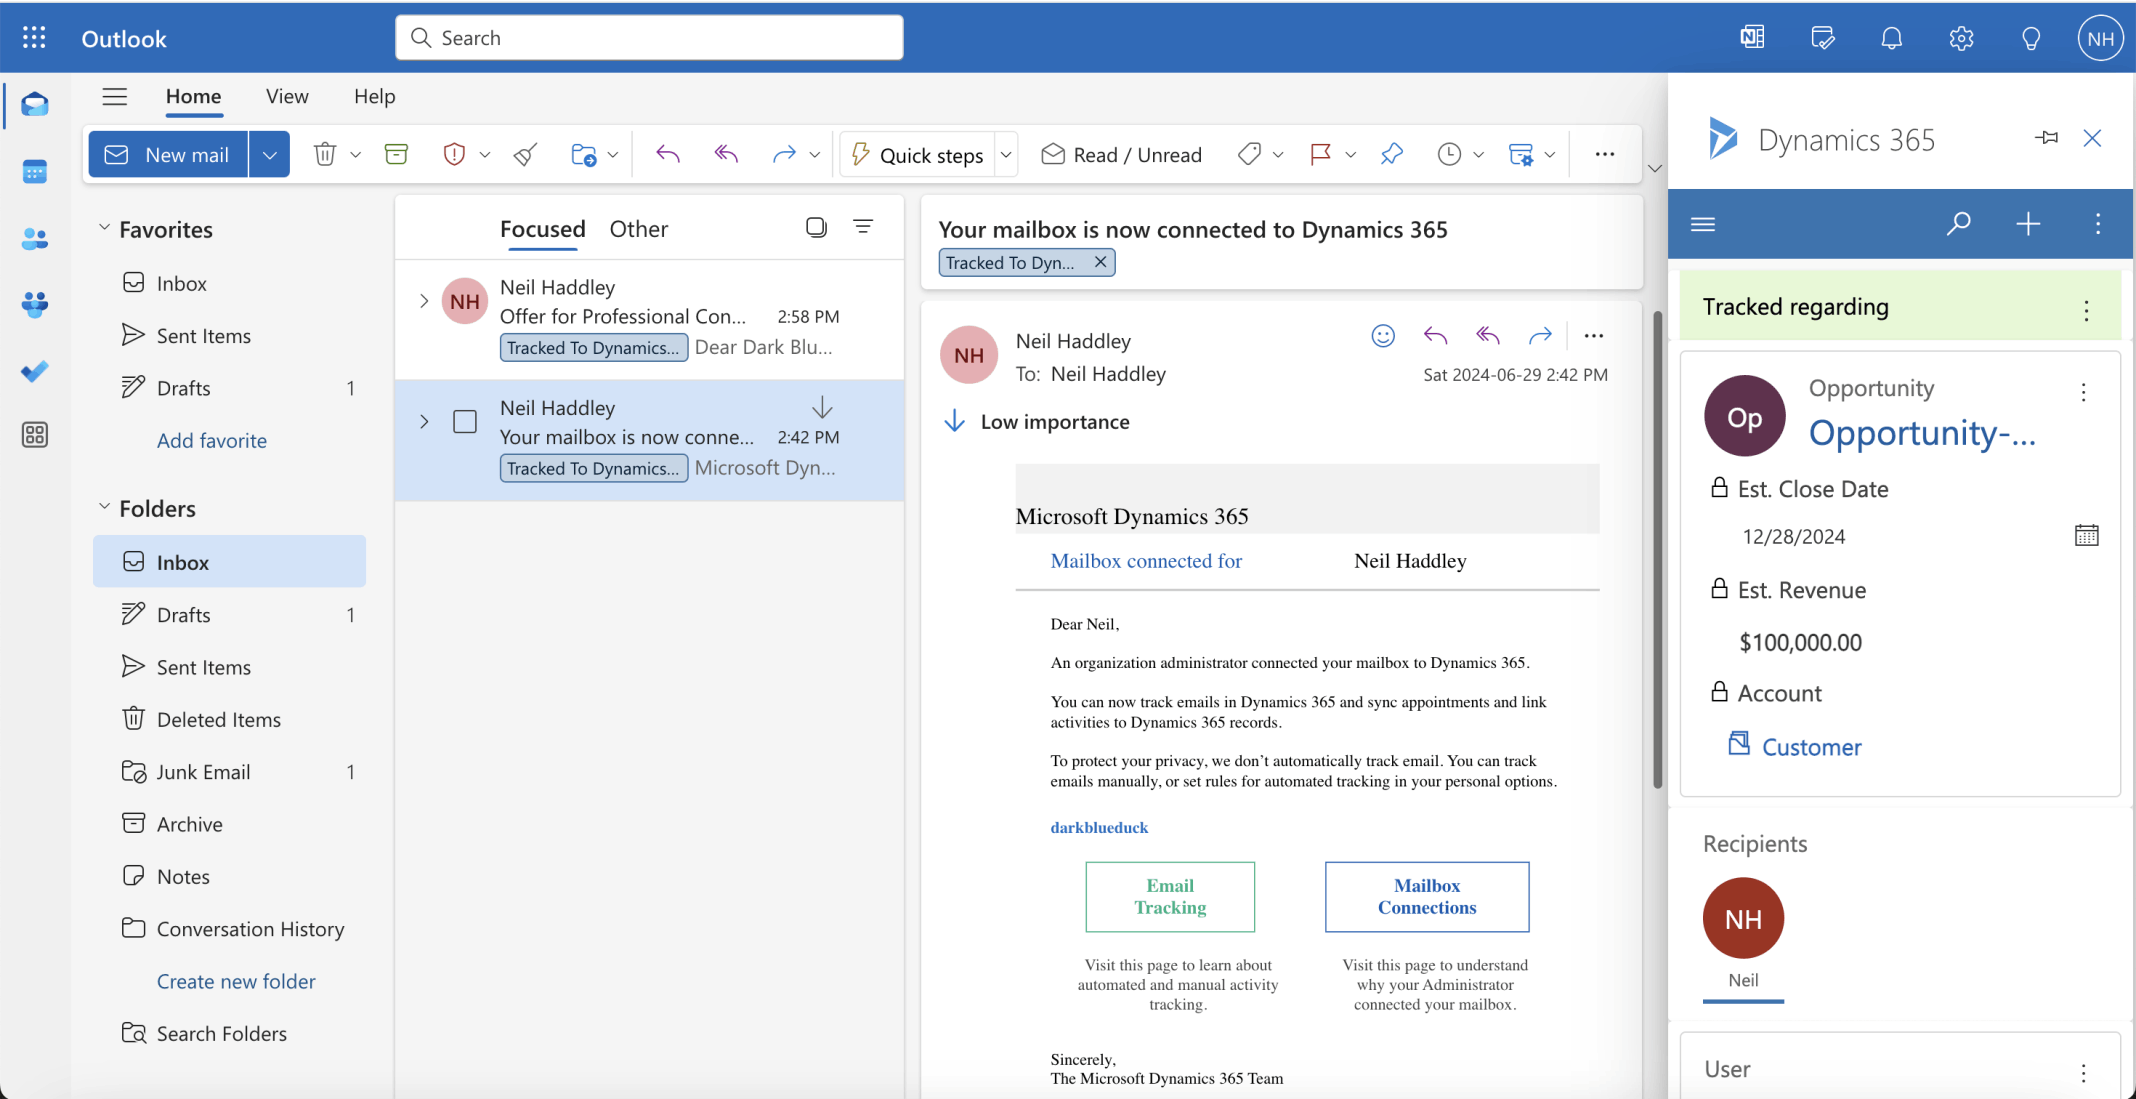 Outlook
Search
NH
Home
View
Help
New mail
Quick steps
Read / Unread
Favorites
Inbox
Sent Items
Drafts 1
Add favorite
Folders
Inbox
Drafts 1
Sent Items
Deleted Items
Junk Email 1
Archive
Notes
Conversation History
Create new folder
Search Folders
Focused Other
NH
Neil Haddley
Offer for Professional Con... 2:58 PM
Tracked To Dynamics... Dear Dark Blu...
Neil Haddley
Your mailbox is now conne... 2:42 PM
Tracked To Dynamics... Microsoft Dyn...
Your mailbox is now connected to Dynamics 365
Tracked To Dyn...
NH
Neil Haddley
To: Neil Haddley
Sat 2024-06-29 2:42 PM
Low importance
Microsoft Dynamics 365
Mailbox connected for Neil Haddley
Dear Neil,
An organization administrator connected your mailbox to Dynamics 365.
You can now track emails in Dynamics 365 and sync appointments and link
activities to Dynamics 365 records.
To protect your privacy, we don’t automatically track email. You can track
emails manually, or set rules for automated tracking in your personal options.
darkblueduck
Email
Tracking
Visit this page to learn about
automated and manual activity
tracking.
Mailbox
Connections
Visit this page to understand
why your Administrator
connected your mailbox.
Sincerely,
The Microsoft Dynamics 365 Team
Dynamics 365
Tracked regarding
Op
Opportunity
Opportunity-...
Est. Close Date
12/28/2024
Est. Revenue
$100,000.00
Account
Customer
Recipients
NH
Neil
User